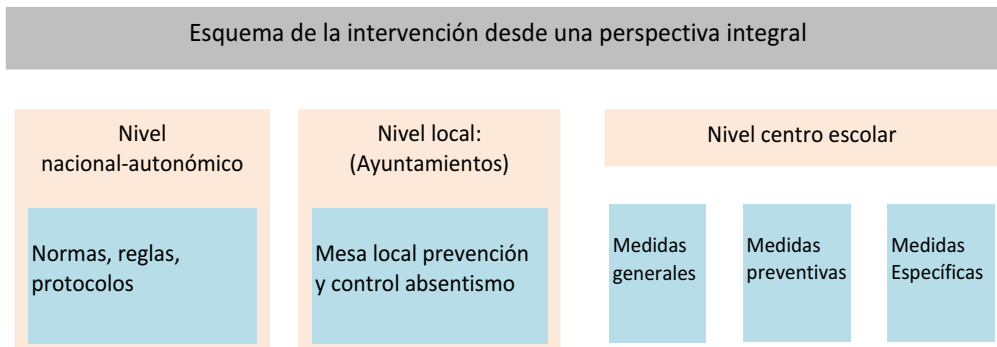 Esquema de la intervención desde una perspectiva integral
Nivel
nacional-autonómico
Normas, reglas,
protocolos
Nivel local:
(Ayuntamientos)
Mesa local prevención
y control absentismo
Nivel centro escolar
Medidas
generales
Medidas
preventivas
Medidas
Específicas